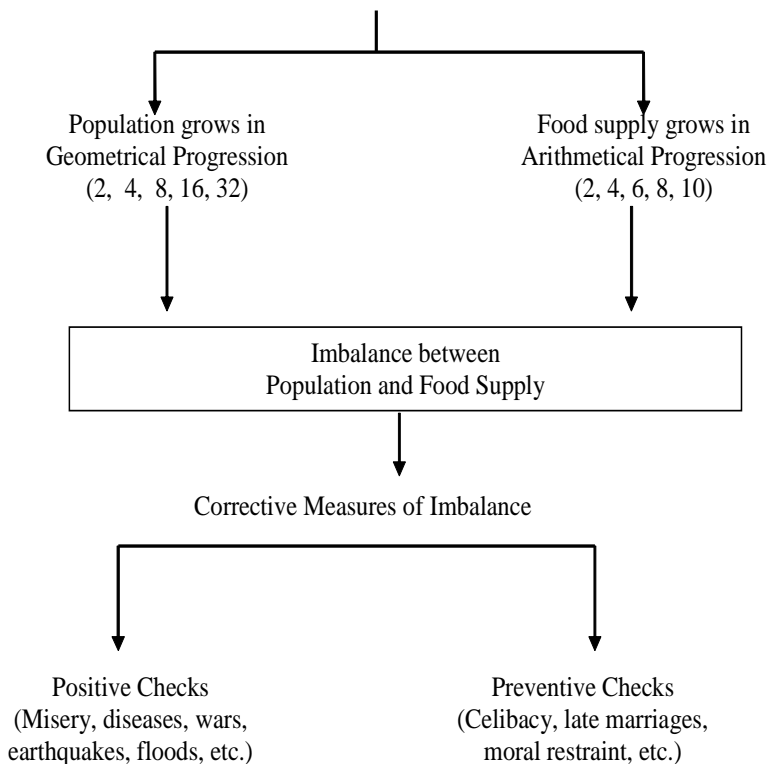 Population grows in
Geometrical Progression
(2, 4, 8, 16, 32)
Food supply grows in
Arithmetical Progression
(2, 4, 6, 8, 10)
Imbalance between
Population and Food Supply
Corrective Measures of Imbalance
Positive Checks
(Misery, diseases, wars,
earthquakes, floods, etc.)
Preventive Checks
(Celibacy, late marriages,
moral restraint, etc.)